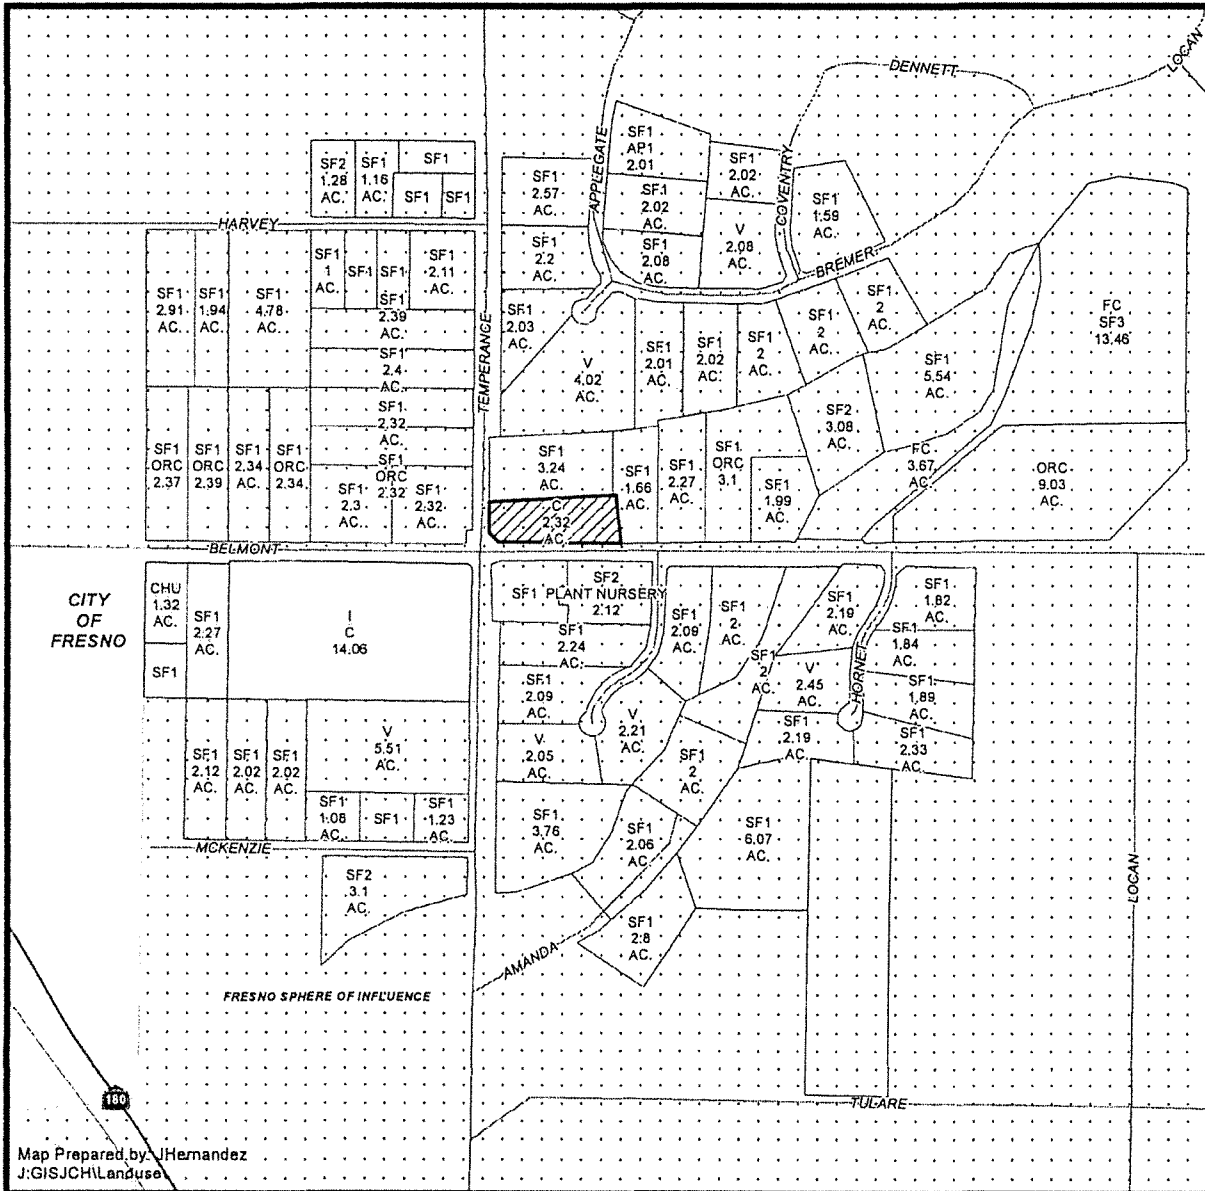 LOCAN
DENNETT
APPLEGATE
COVENTRY
SF1
AP1
2.01
SF1
2.02
AC.
SF1
1.59
AC.
SF2
1.28
AC.
SF1
1.16
AC.
SF1
SF1
SF1
SF1
2.57
AC.
SF1
2.02
AC.
V
2.08
AC.
HARVEY
SF1
2.2
AC.
SF1
2.08
AC.
BREMER
SF1
2.91
AC.
SF1
1.94
AC.
SF1
4.78
AC.
SF1
1
AC.
SF1
SF1
SF1
2.11
AC.
SF1
2.39
AC.
SF1
2.4
AC.
SF1
2.32
AC.
TEMPERANCE
SF1
2.03
AC.
V
4.02
AC.
SF1
2.01
AC.
SF1
2.02
AC.
SF1
2
AC.
SF1
2
AC.
SF1
2
AC.
SF1
5.54
AC.
FC
SF3
13.46
SF1
ORC
2.37
SF1
ORC
2.39
SF1
2.34
AC.
SF1
ORC
2.34
SF1
2.3
AC.
SF1
ORC
2.32
SF1
2.32
AC.
SF1
3.24
AC.
SF1
1.66
AC.
SF1
2.27
AC.
SF1
ORC
3.1
SF1
1.99
AC.
SF2
3.08
AC.
FC
3.67
AC.
ORC
9.03
AC.
C
2.32
AC.
BELMONT
CITY
OF
FRESNO
CHU
1.32
AC.
SF1
SF1
2.27
AC.
I
C
14.06
SF1
SF2
PLANT NURSERY
2.12
SF1
2.24
AC.
SF1
2.09
AC.
SF1
2.09
AC.
SF1
2
AC.
SF1
2
AC.
SF1
2.19
AC.
V
2.45
AC.
HORNET
SF1
1.82
AC.
SF1
1.84
AC.
SF1
1.89
AC.
SF1
2.33
AC.
SF1
2.19
AC.
V
2.05
AC.
V
2.21
AC.
SF1
2
AC.
SF1
2.12
AC.
SF1
2.02
AC.
SF1
2.02
AC.
V
5.51
AC.
SF1
1.08
AC.
SF1
SF1
1.23
AC.
MCKENZIE
SF1
3.76
AC.
SF1
2.06
AC
SF1
6.07
AC.
SF2
3.1
AC.
SF1
2.8
AC.
AMANDA
LOCAN
FRESNO SPHERE OF INFLUENCE
180
TULARE
Map Prepared by: JHernandez
J:GISJCH\Landuse\